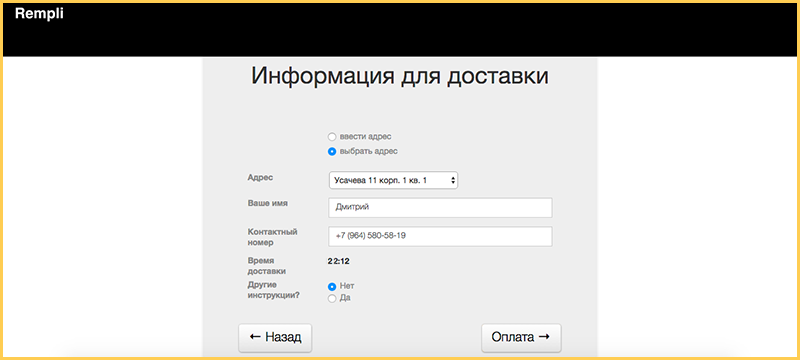 Rempli
Информация для доставки
ввести адрес
выбрать адрес
Адрес
Усачева 11 корп. 1 кв. 1
Ваше имя
Дмитрий
Контактный
номер
+7 (964) 580-58-19
Время
доставки
22:12
Другие
инструкции?
Нет
Да
← Назад
Оплата →